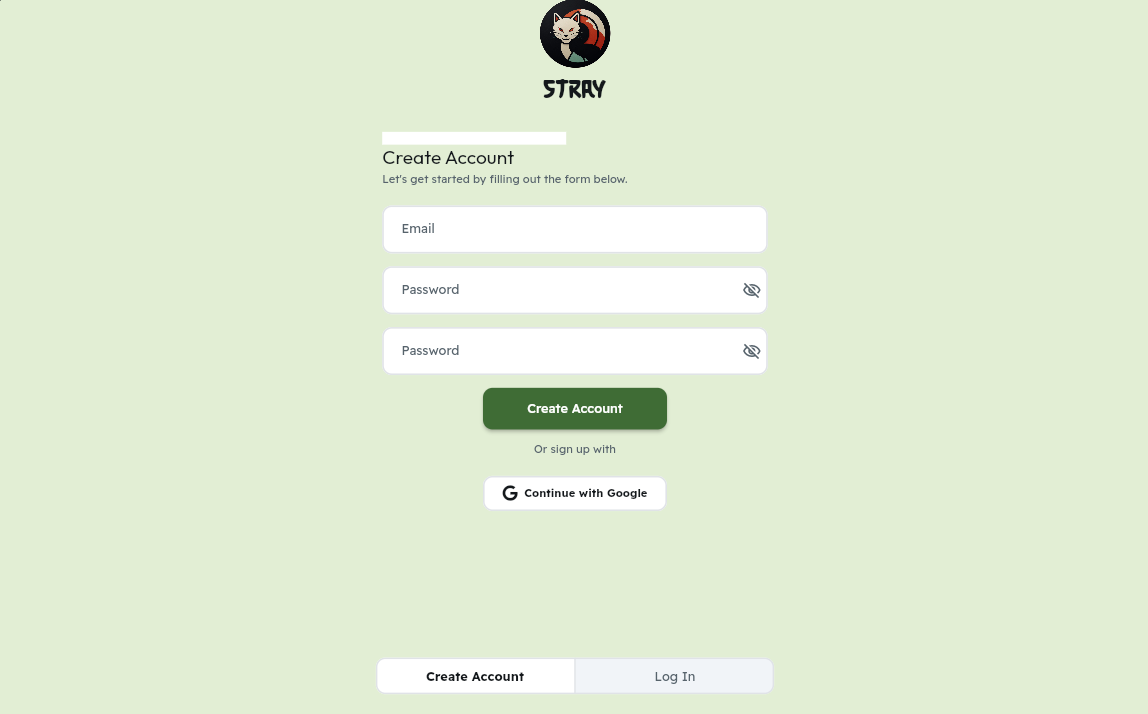 STRAY
Create Account
Let's get started by filling out the form below.
Email
Password
Password
Create Account
Or sign up with
G Continue with Google
Create Account
Log In